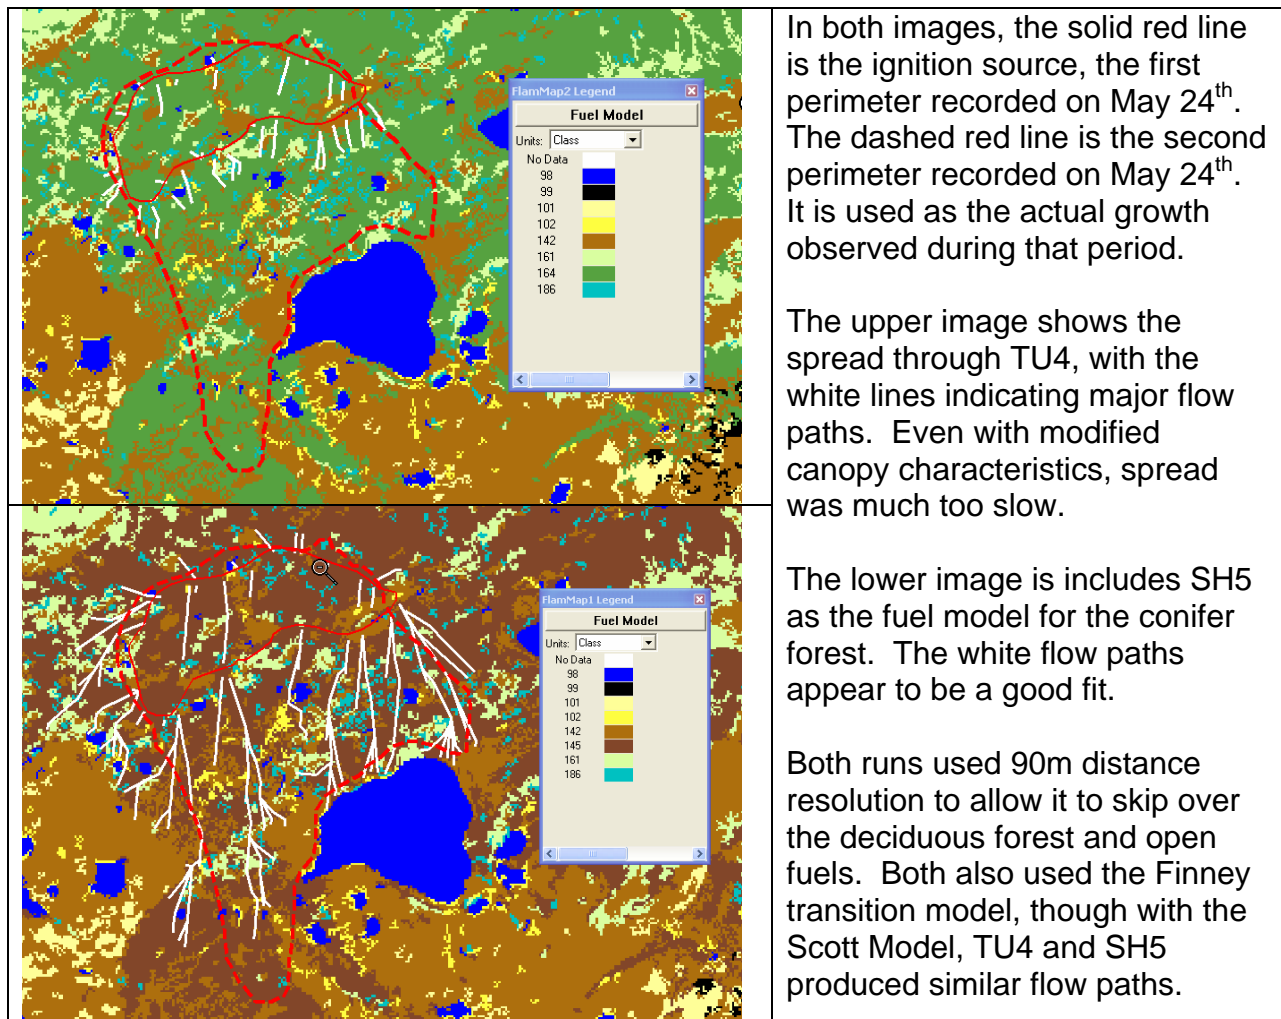 FlamMap2 Legend
Fuel Model
Units: Class
No Data
98
99
101
102
142
161
164
186
In both images, the solid red line
is the ignition source, the first
perimeter recorded on May 24th.
The dashed red line is the second
perimeter recorded on May 24th.
It is used as the actual growth
observed during that period.
The upper image shows the
spread through TU4, with the
white lines indicating major flow
paths. Even with modified
canopy characteristics, spread
was much too slow.
FlamMap1 Legend
Fuel Model
Units: Class
No Data
98
99
101
102
142
145
161
186
The lower image is includes SH5
as the fuel model for the conifer
forest. The white flow paths
appear to be a good fit.
Both runs used 90m distance
resolution to allow it to skip over
the deciduous forest and open
fuels. Both also used the Finney
transition model, though with the
Scott Model, TU4 and SH5
produced similar flow paths.